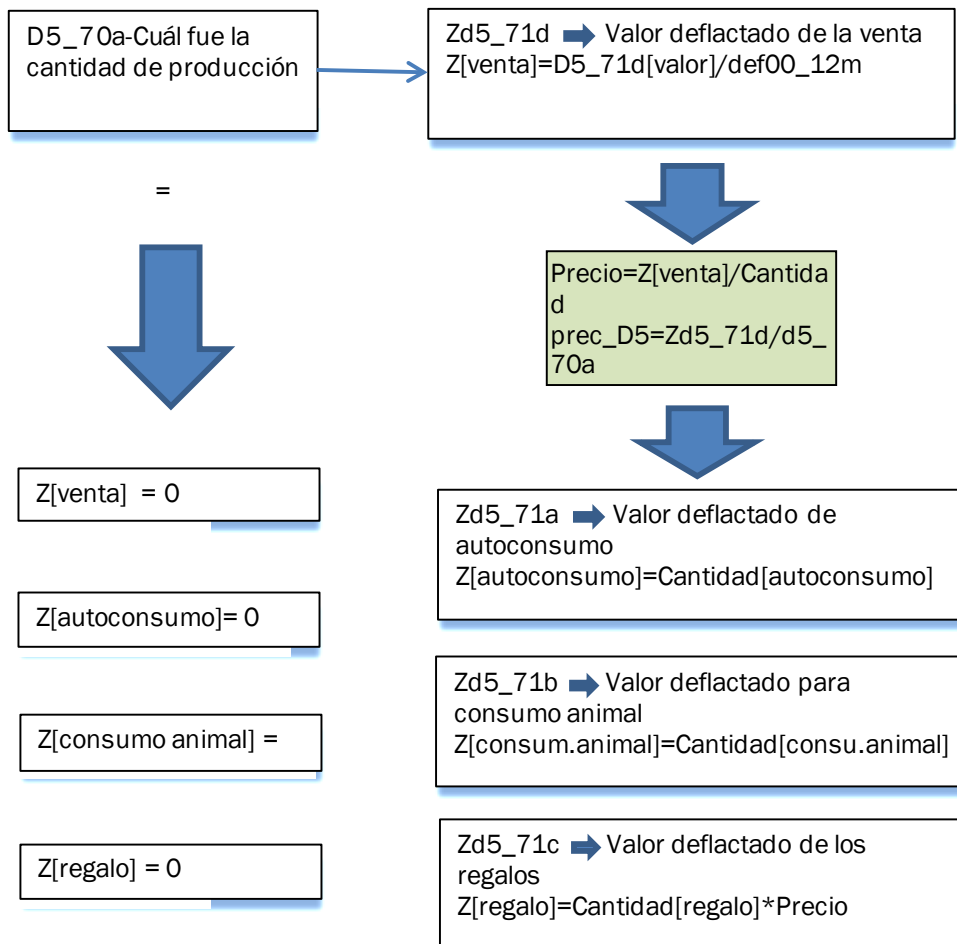 D5_70a-Cuál fue la
cantidad de producción
Zd5_71d Valor deflactado de la venta
Z[venta]=D5_71d[valor]/def00_12m
=
Precio=Z[venta]/Cantida
d
prec_D5=Zd5_71d/d5_
70a
Z[venta] = 0
Z[autoconsumo]= 0
Z[consumo animal] =
Z[regalo] = 0
Zd5_71a Valor deflactado de
autoconsumo
Z[autoconsumo]=Cantidad[autoconsumo]
Zd5_71b Valor deflactado para
consumo animal
Z[consum.animal]=Cantidad[consu.animal]
Zd5_71c Valor deflactado de los
regalos
Z[regalo]=Cantidad[regalo]*Precio